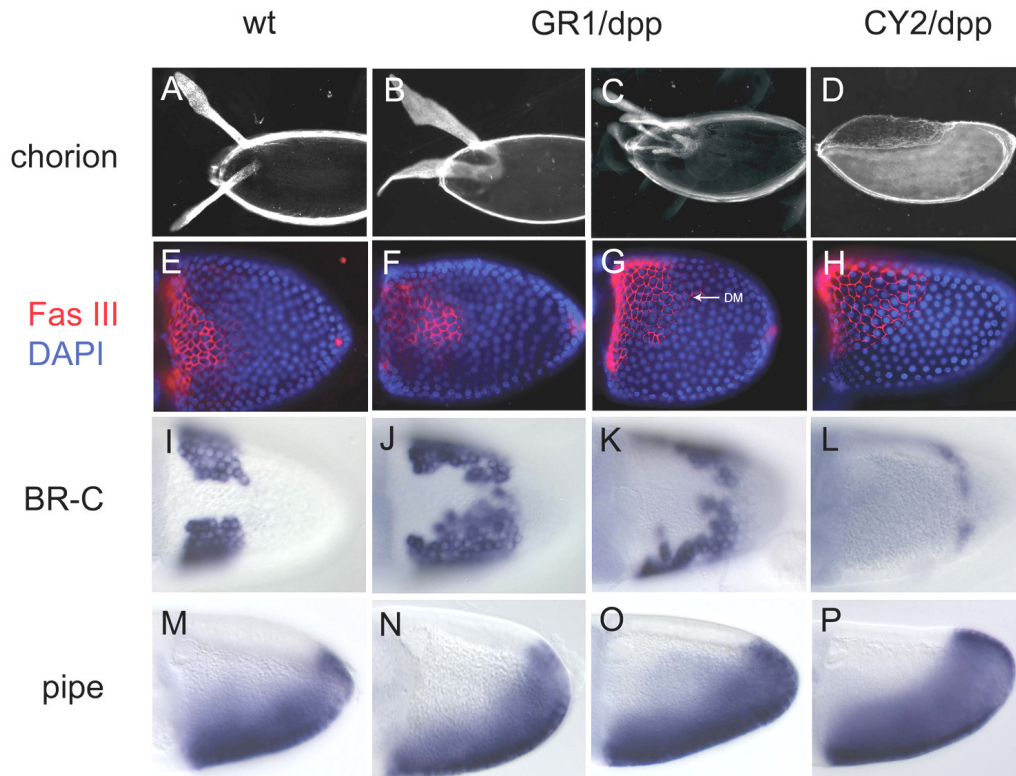 wt GR1/dpp CY2/dpp
chorion A B C D
Fas III DAPI E F G DM H
BR-C I J K L
pipe M N O P